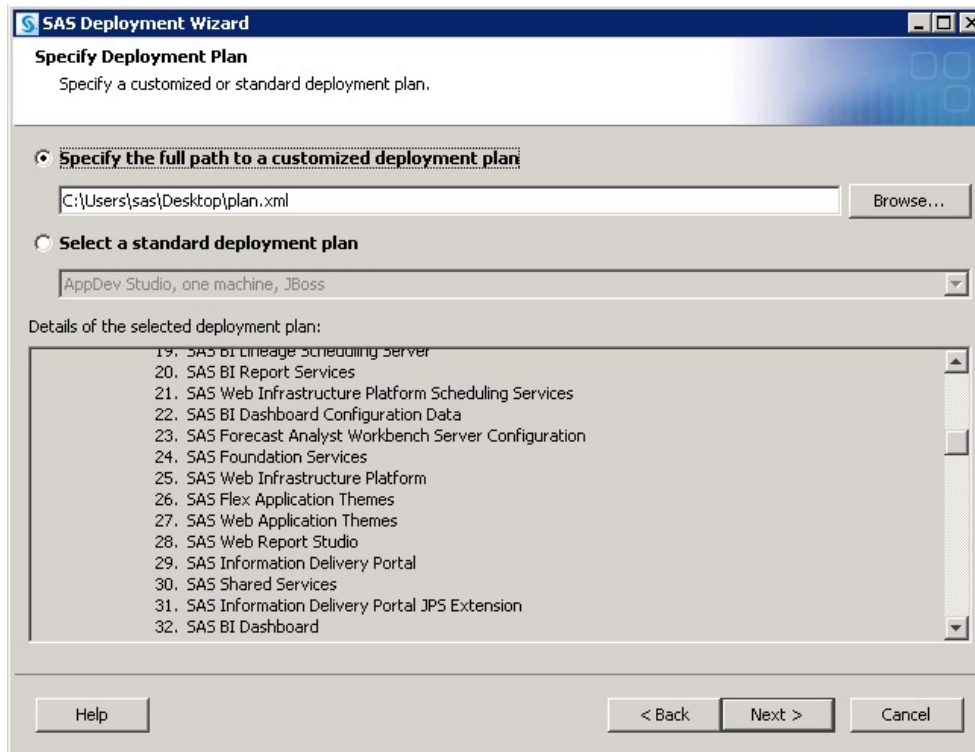 SAS Deployment Wizard
Specify Deployment Plan
Specify a customized or standard deployment plan.
Specify the full path to a customized deployment plan
C:\Users\sas\Desktop\plan.xml
Browse...
Select a standard deployment plan
AppDev Studio, one machine, JBoss
Details of the selected deployment plan:
19. SAS BI Lineage Scheduling Server
20. SAS BI Report Services
21. SAS Web Infrastructure Platform Scheduling Services
22. SAS BI Dashboard Configuration Data
23. SAS Forecast Analyst Workbench Server Configuration
24. SAS Foundation Services
25. SAS Web Infrastructure Platform
26. SAS Flex Application Themes
27. SAS Web Application Themes
28. SAS Web Report Studio
29. SAS Information Delivery Portal
30. SAS Shared Services
31. SAS Information Delivery Portal JPS Extension
32. SAS BI Dashboard
Help
< Back
Next >
Cancel